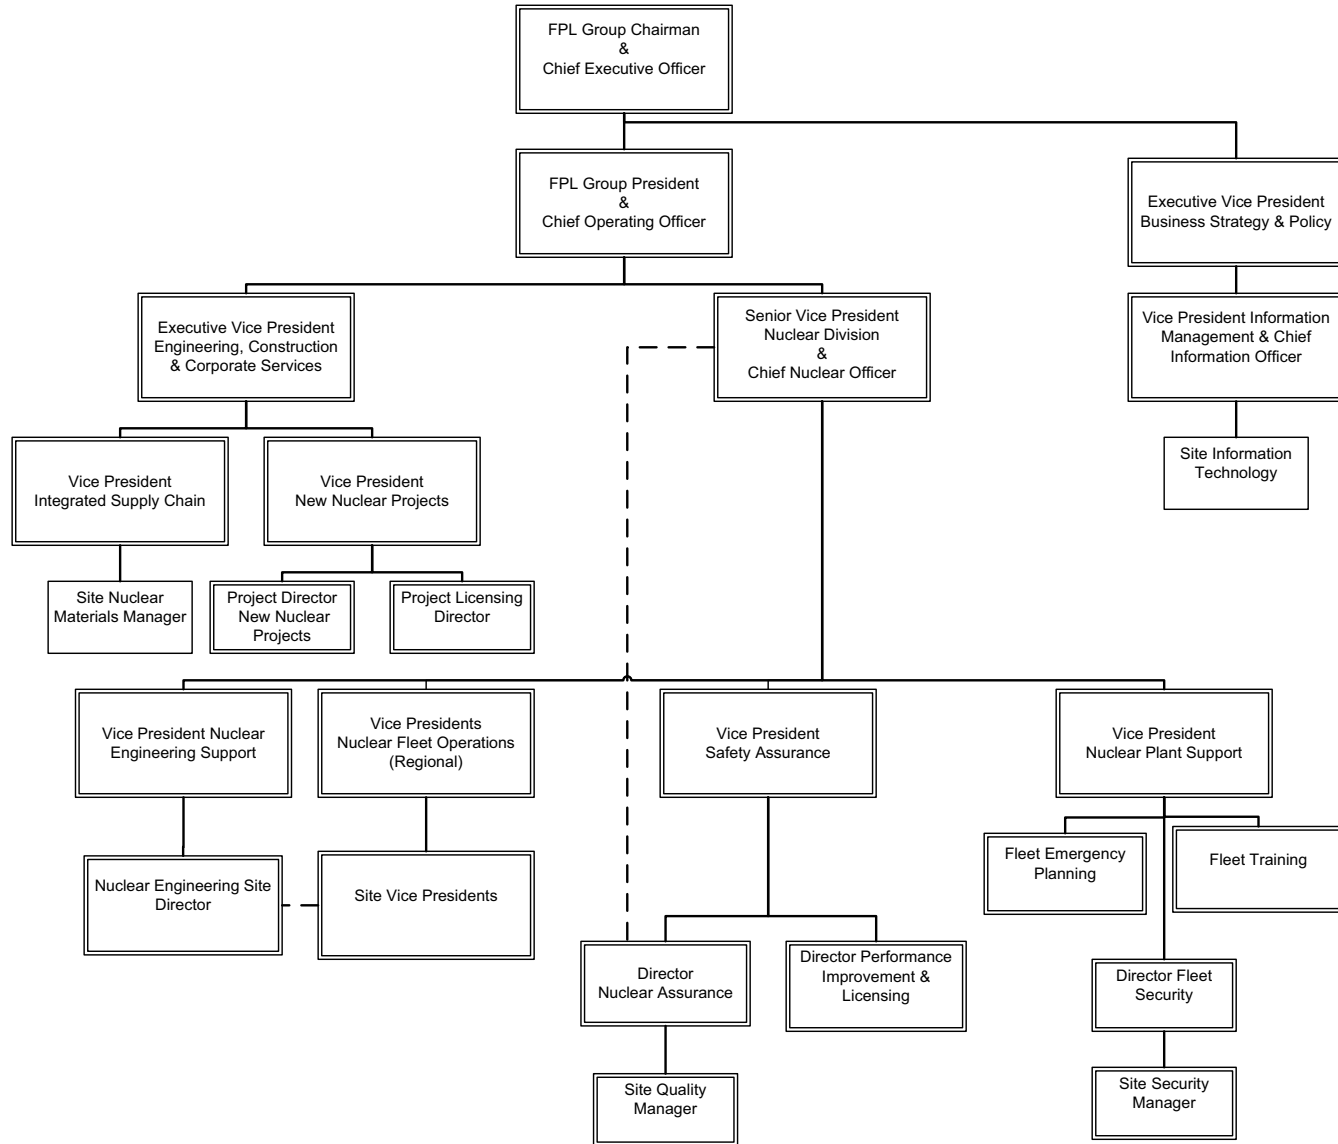 FPL Group Chairman
&
Chief Executive Officer
FPL Group President
&
Chief Operating Officer
Executive Vice President
Business Strategy & Policy
Executive Vice President
Engineering, Construction
& Corporate Services
Senior Vice President
Nuclear Division
&
Chief Nuclear Officer
Vice President Information
Management & Chief
Information Officer
Vice President
Integrated Supply Chain
Vice President
New Nuclear Projects
Site Information
Technology
Site Nuclear
Materials Manager
Project Director
New Nuclear
Projects
Project Licensing
Director
Vice President Nuclear
Engineering Support
Vice Presidents
Nuclear Fleet Operations
(Regional)
Vice President
Safety Assurance
Vice President
Nuclear Plant Support
Nuclear Engineering Site
Director
Site Vice Presidents
Fleet Emergency
Planning
Fleet Training
Director
Nuclear Assurance
Director Performance
Improvement &
Licensing
Director Fleet
Security
Site Quality
Manager
Site Security
Manager